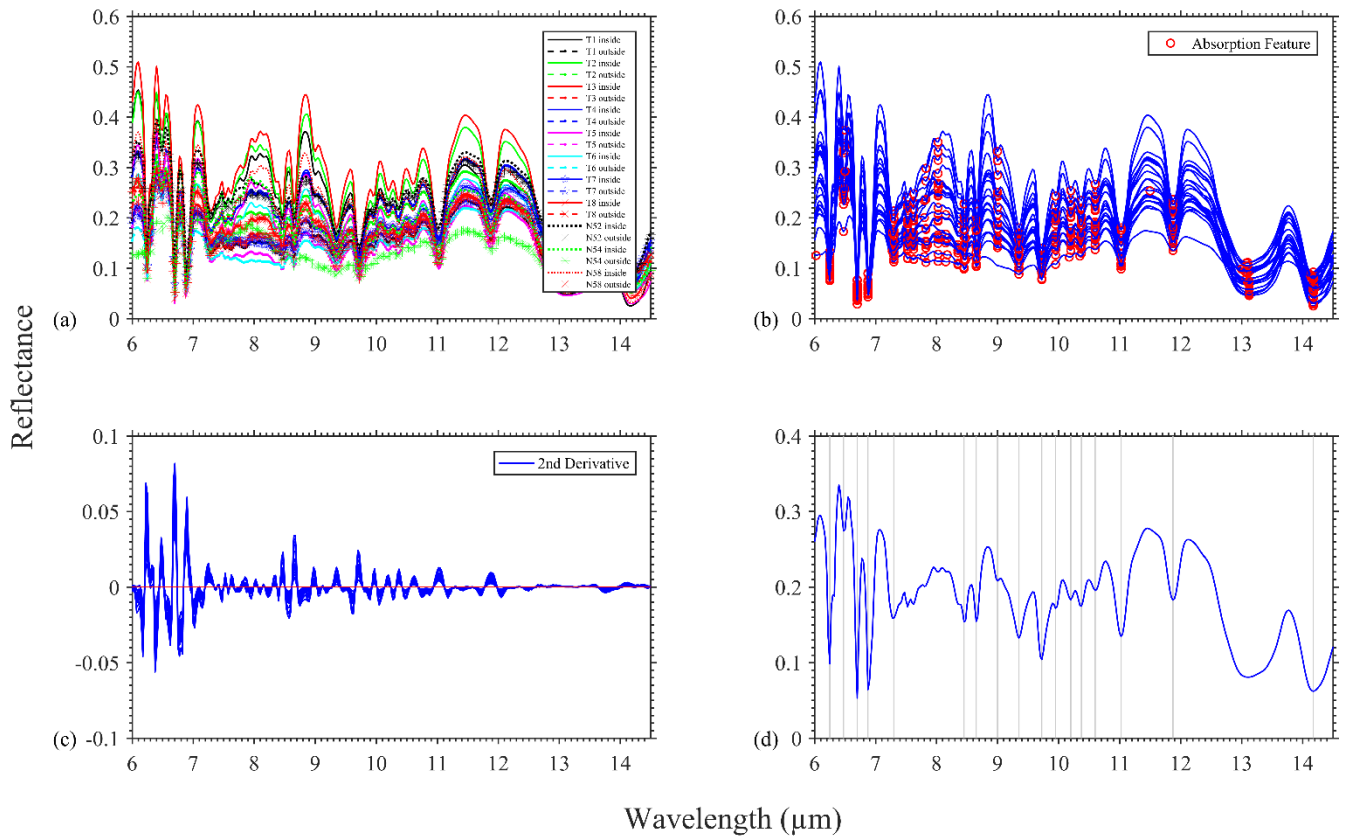 0.6
0.5
0.4
0.3
0.2
0.1
0
6 7 8 9 10 11 12 13 14
(a)
T1 inside
T1 outside
T2 inside
T2 outside
T3 inside
T3 outside
T4 inside
T4 outside
T5 inside
T5 outside
T6 inside
T6 outside
T7 inside
T7 outside
T8 inside
T8 outside
N52 inside
N52 outside
N54 inside
N54 outside
N58 inside
N58 outside
0.6
0.5
0.4
0.3
0.2
0.1
0
6 7 8 9 10 11 12 13 14
(b)
Absorption Feature
Reflectance
0.1
0.05
0
-0.05
-0.1
6 7 8 9 10 11 12 13 14
(c)
2nd Derivative
0.4
0.3
0.2
0.1
0
6 7 8 9 10 11 12 13 14
(d)
Wavelength (µm)